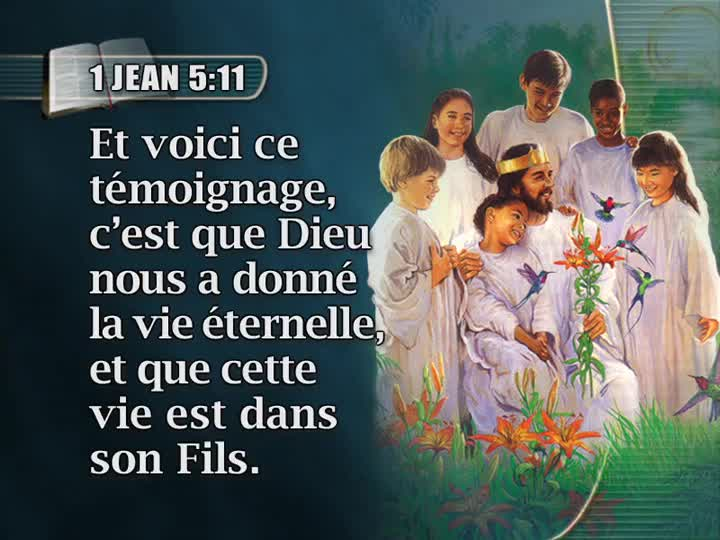 1 JEAN 5:11
Et voici ce
témoignage,
c’est que Dieu
nous a donné
la vie éternelle,
et que cette
vie est dans
son Fils.